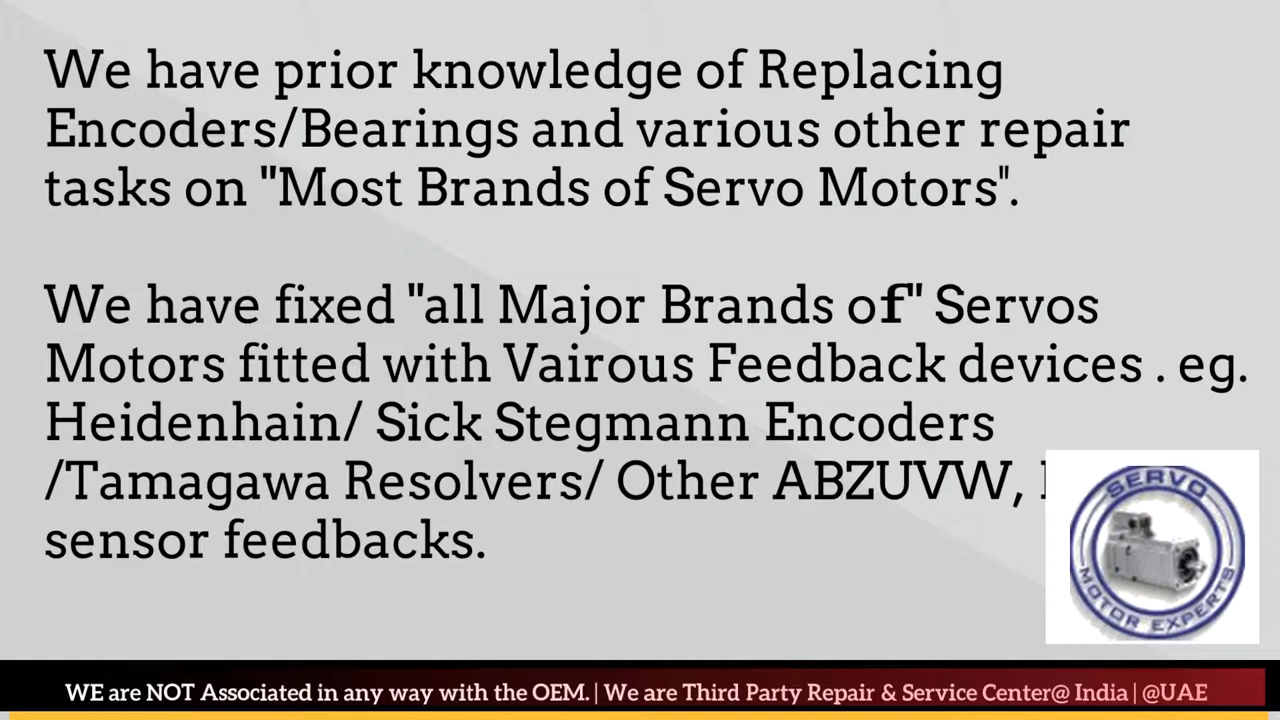 We have prior knowledge of Replacing
Encoders/Bearings and various other repair
tasks on "Most Brands of Servo Motors".
We have fixed "all Major Brands of" Servos
Motors fitted with Vairous Feedback devices . eg.
Heidenhain/ Sick Stegmann Encoders
/Tamagawa Resolvers/ Other ABZUVW,
sensor feedbacks.
SERVO
MOTOR EXPERTS
WE are NOT Associated in any way with the OEM. | We are Third Party Repair & Service Center@ India | @UAE